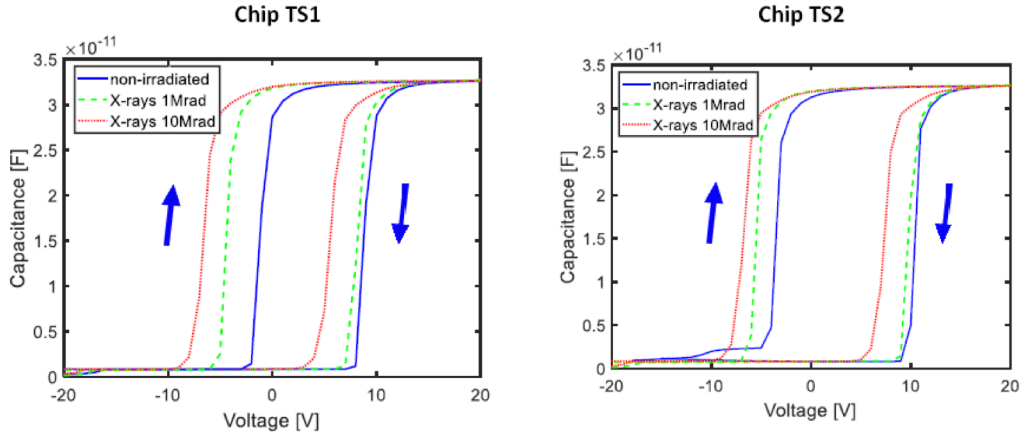 Chip TS1
×10⁻¹¹
3.5
3
2.5
2
1.5
1
0.5
0
Capacitance [F]
non-irradiated
X-rays 1Mrad
X-rays 10Mrad
-20
-10
0
10
20
Voltage [V]
Chip TS2
×10⁻¹¹
3.5
3
2.5
2
1.5
1
0.5
0
Capacitance [F]
non-irradiated
X-rays 1Mrad
X-rays 10Mrad
-20
-10
0
10
20
Voltage [V]